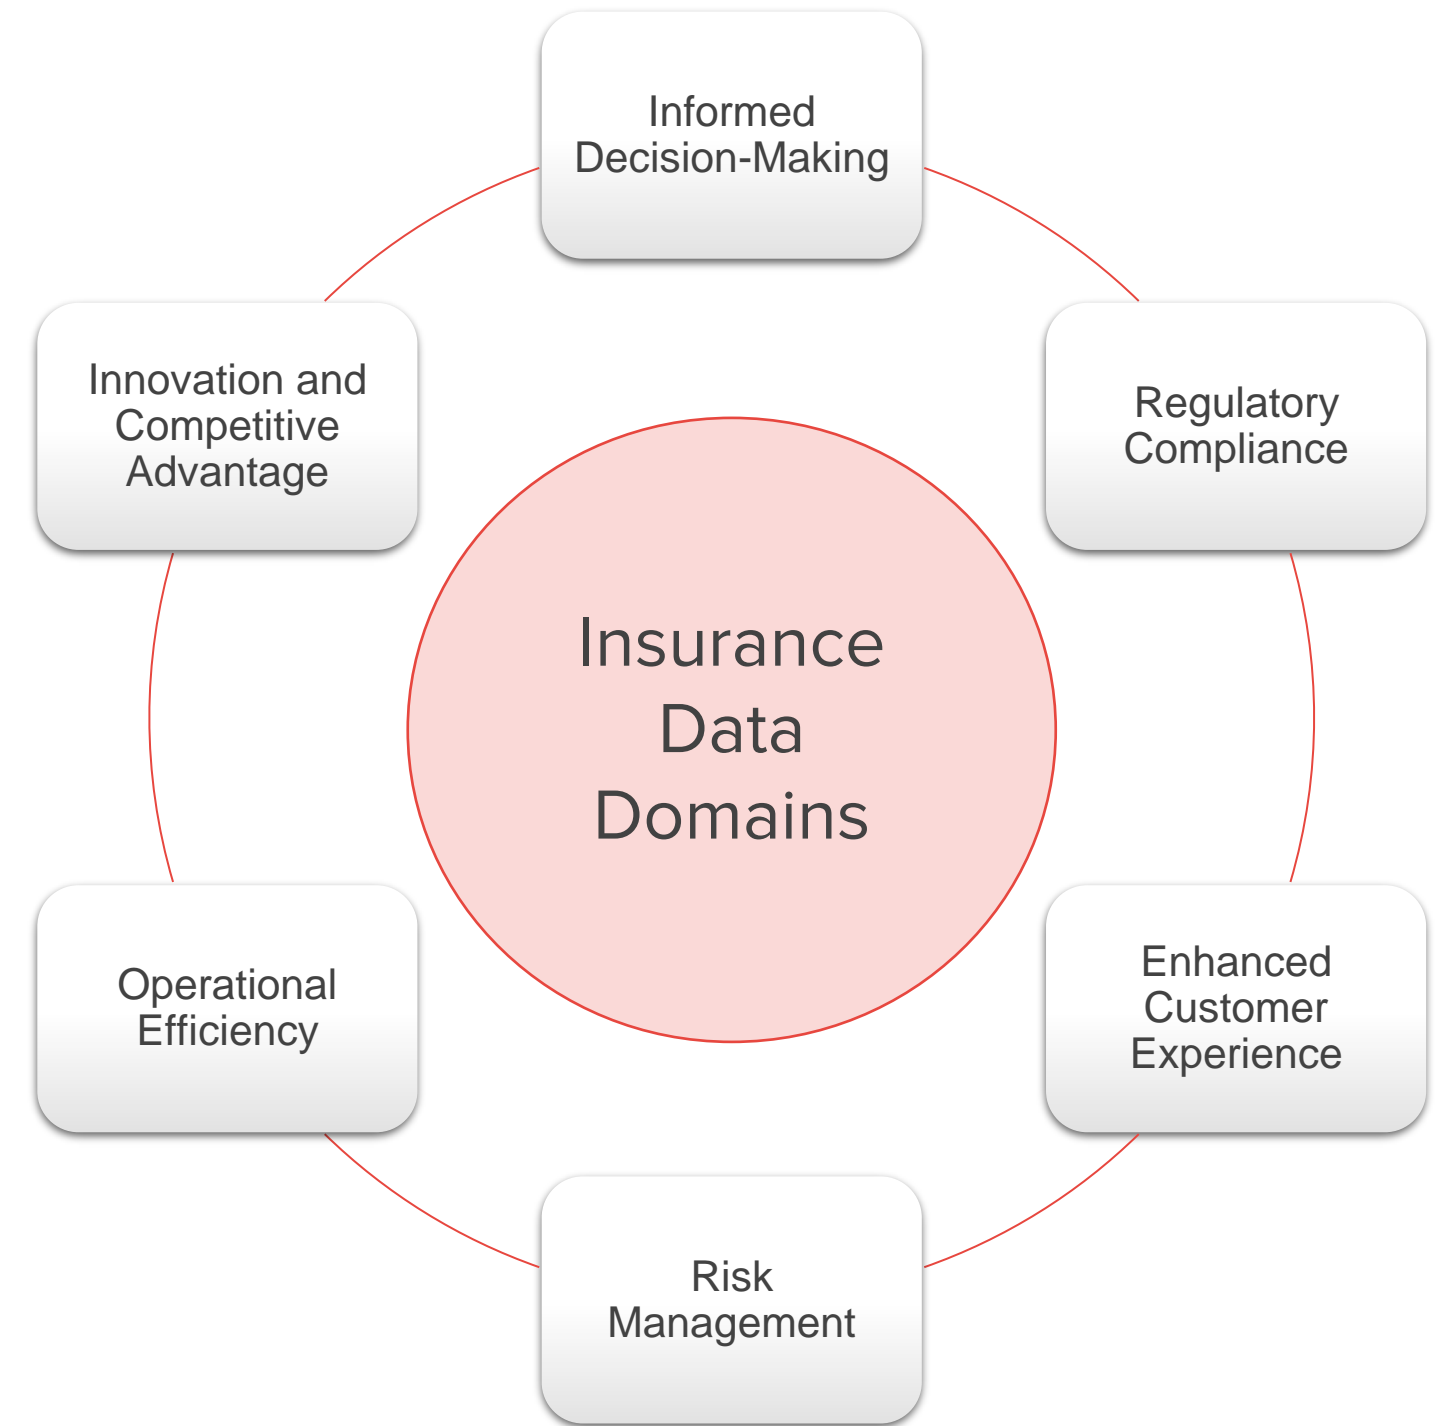 Informed
Decision-Making
Regulatory
Compliance
Enhanced
Customer
Experience
Risk
Management
Operational
Efficiency
Innovation and
Competitive
Advantage
Insurance
Data
Domains